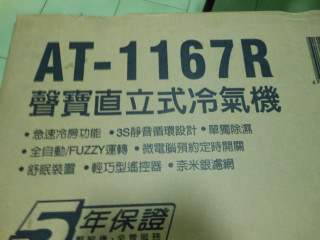 AT-1167R
聲寶直立式冷氣機
•急速冷房功能 •3S靜音循環設計 •單獨除濕
•全自動/FUZZY運轉 •微電腦預約定時開關
•舒眠裝置 •輕巧型遙控器 •奈米銀濾網
5年保證